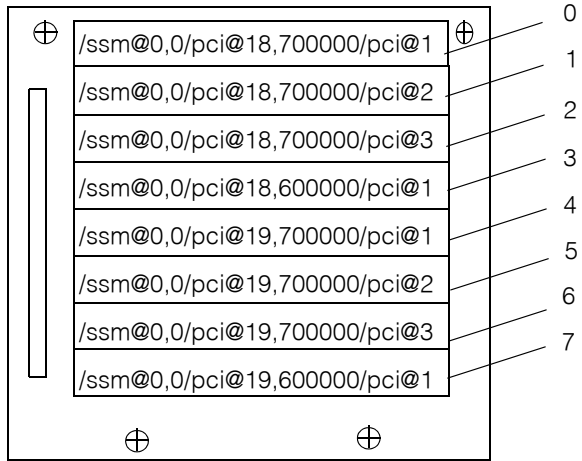 /ssm@0,0/pci@18,700000/pci@1 0
/ssm@0,0/pci@18,700000/pci@2 1
/ssm@0,0/pci@18,700000/pci@3 2
/ssm@0,0/pci@18,600000/pci@1 3
/ssm@0,0/pci@19,700000/pci@1 4
/ssm@0,0/pci@19,700000/pci@2 5
/ssm@0,0/pci@19,700000/pci@3 6
/ssm@0,0/pci@19,600000/pci@1 7